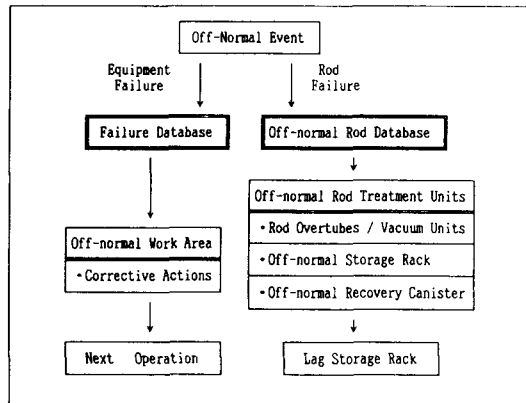 Off-Normal Event
Equipment
Failure
Rod
Failure
Failure Database
Off-normal Rod Database
Off-normal Work Area
• Corrective Actions
Off-normal Rod Treatment Units
• Rod Overtubes / Vacuum Units
• Off-normal Storage Rack
• Off-normal Recovery Canister
Next Operation
Lag Storage Rack